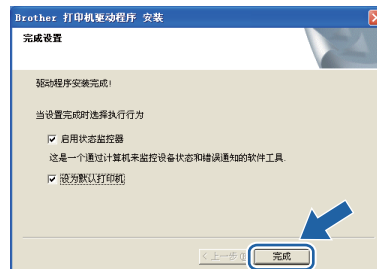 Brother 打印机驱动程序 安装
完成设置
驱动程序安装完成!
当设置完成时选择执行行为
启用状态监控器
这是一个通过计算机来监控设备状态和错误通知的软件工具.
设为默认打印机
< 上一步(B) 完成